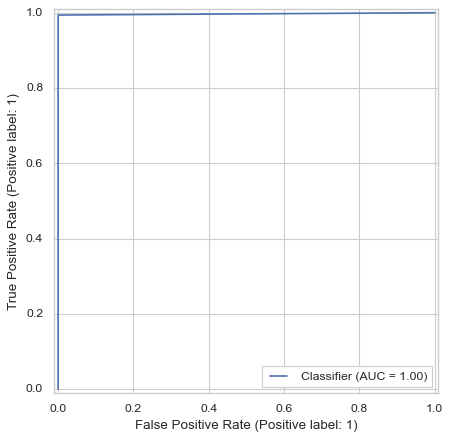 1.0
0.8
0.6
0.4
0.2
0.0
True Positive Rate (Positive label: 1)
Classifier (AUC = 1.00)
0.0 0.2 0.4 0.6 0.8 1.0
False Positive Rate (Positive label: 1)